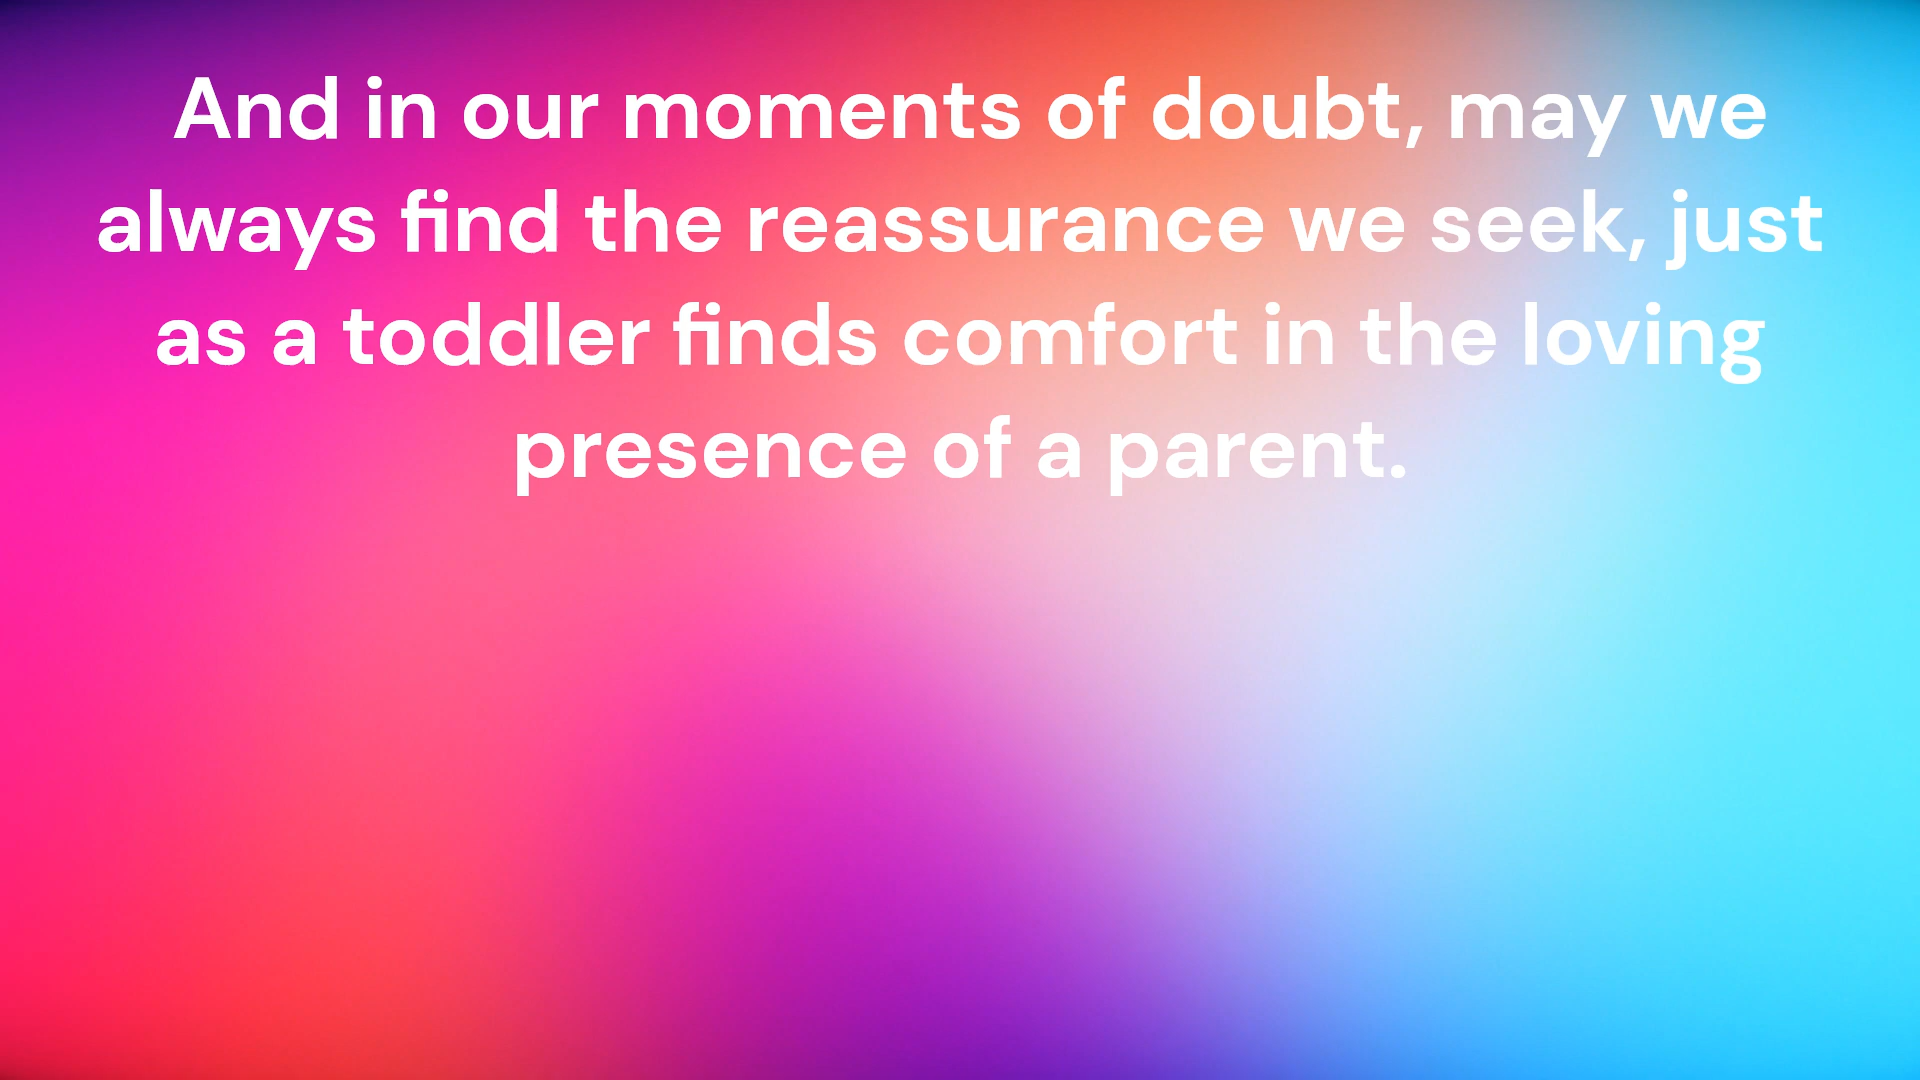 And in our moments of doubt, may we
always find the reassurance we seek, just
as a toddler finds comfort in the loving
presence of a parent.